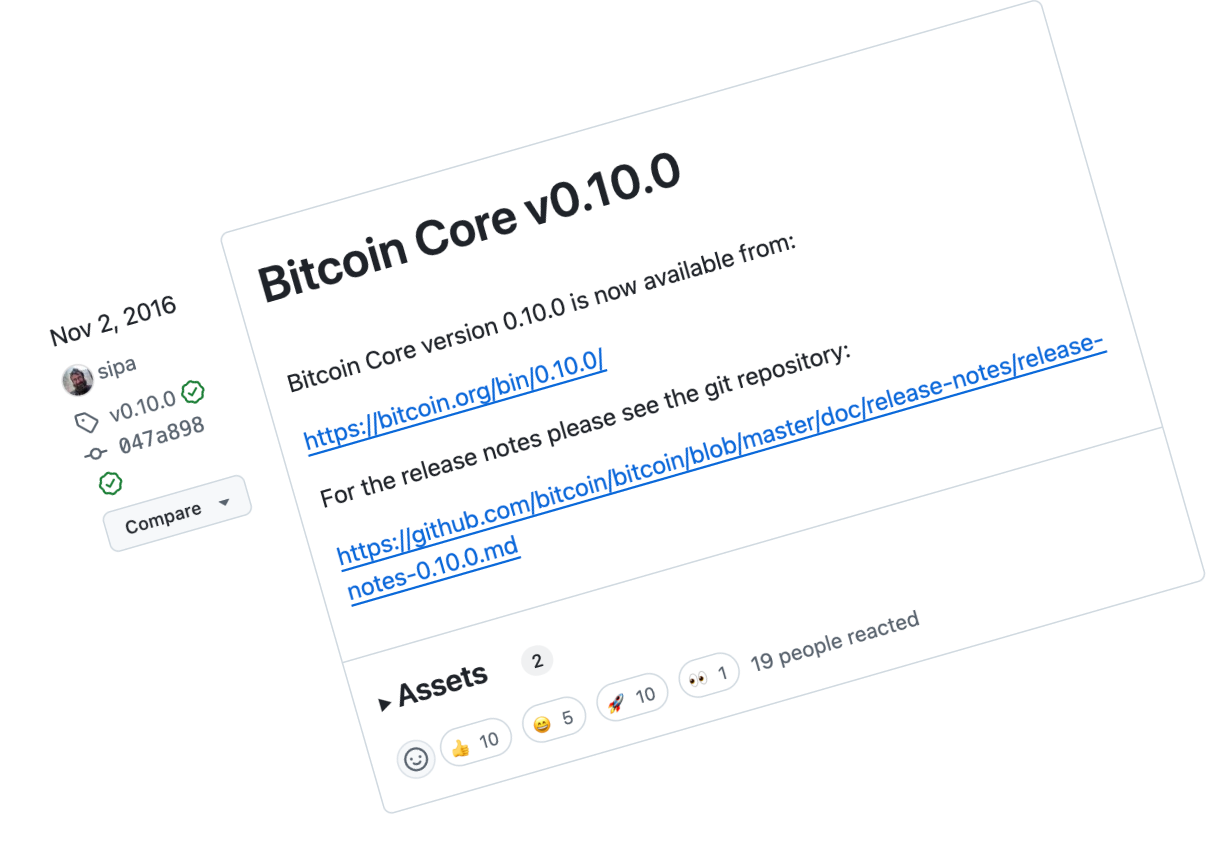 Nov 2, 2016
sipa
v0.10.0
047a898
Compare
Bitcoin Core v0.10.0
Bitcoin Core version 0.10.0 is now available from:
https://bitcoin.org/bin/0.10.0/
For the release notes please see the git repository:
https://github.com/bitcoin/bitcoin/blob/master/doc/release-notes/release-
notes-0.10.0.md
Assets 2
👍 10 😄 5 🚀 10 👀 1 19 people reacted